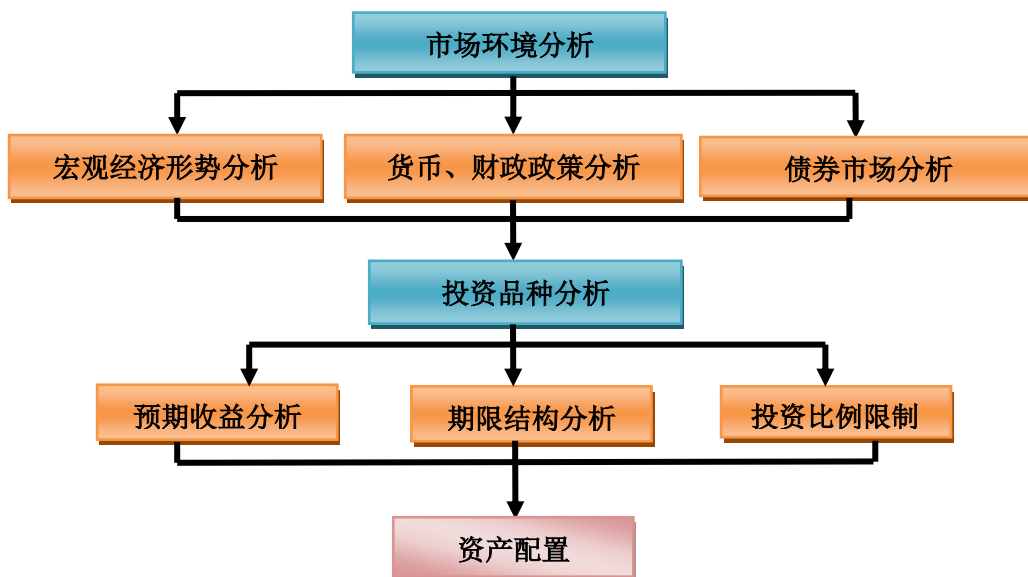 市场环境分析
宏观经济形势分析
货币、财政政策分析
债券市场分析
投资品种分析
预期收益分析
期限结构分析
投资比例限制
资产配置